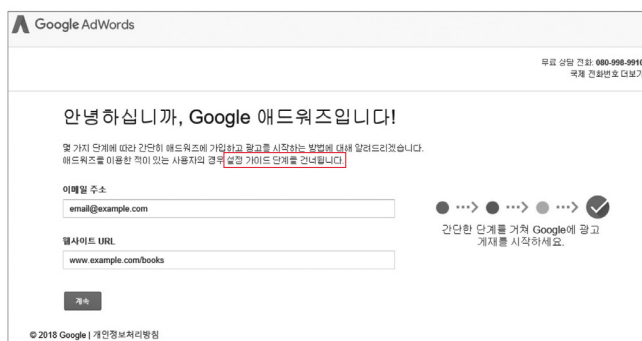 Google AdWords
무료 상담 전화: 080-998-9910
국제 전화번호 더보기
안녕하십니까, Google 애드워즈입니다!
몇 가지 단계에 따라 간단히 애드워즈에 가입하고 광고를 시작하는 방법에 대해 알려드리겠습니다.
애드워즈를 이용한 적이 있는 사용자의 경우 설정 가이드 단계를 건너뜁니다.
이메일 주소
email@example.com
웹사이트 URL
www.example.com/books
간단한 단계를 거쳐 Google에 광고
게재를 시작하세요.
계속
© 2018 Google | 개인정보처리방침